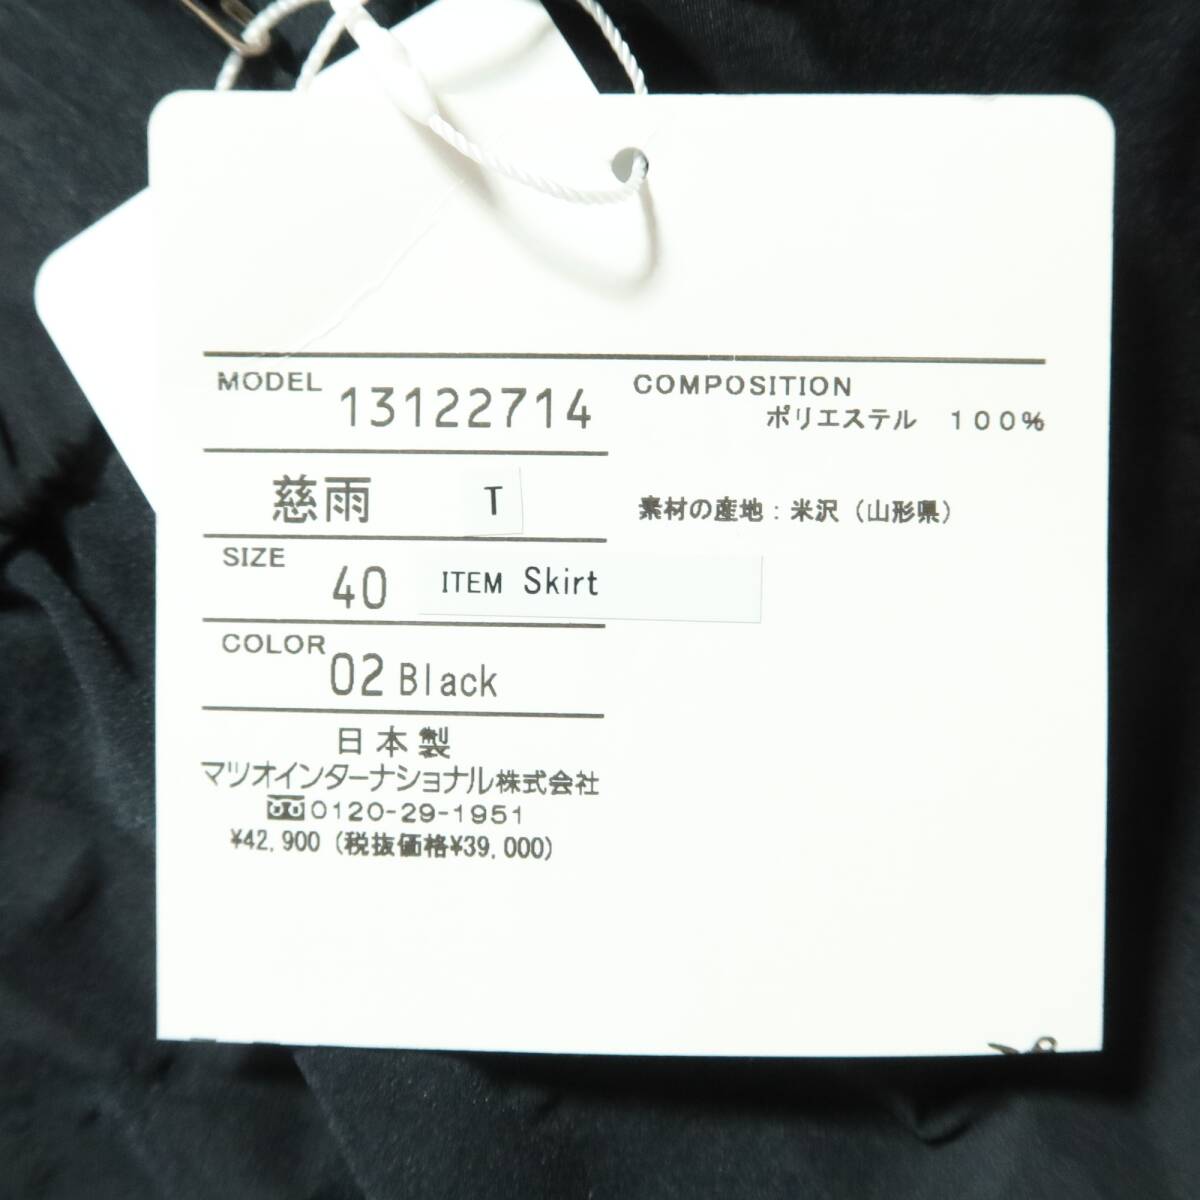 MODEL 13122714
慈雨 T
SIZE 40 ITEM Skirt
COLOR 02 Black
日本製
マツオインターナショナル株式会社
0120-29-1951
¥42,900 (税抜価格¥39,000)
COMPOSITION
ポリエステル 100%
素材の産地:米沢(山形県)